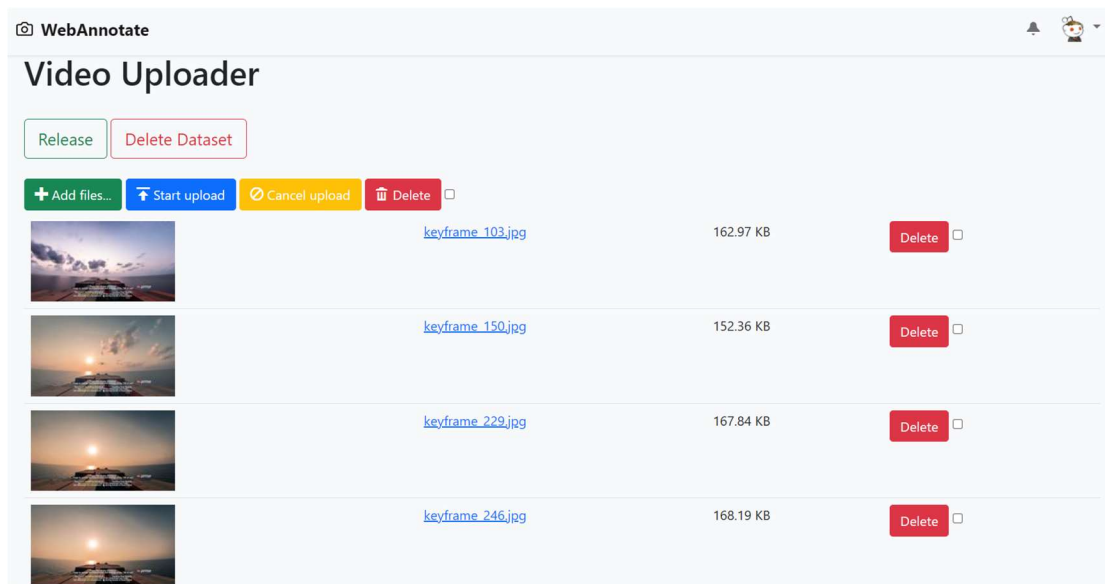 WebAnnotate
Video Uploader
Release Delete Dataset
Add files... Start upload Cancel upload Delete
keyframe_103.jpg 162.97 KB Delete
keyframe_150.jpg 152.36 KB Delete
keyframe_229.jpg 167.84 KB Delete
keyframe_246.jpg 168.19 KB Delete